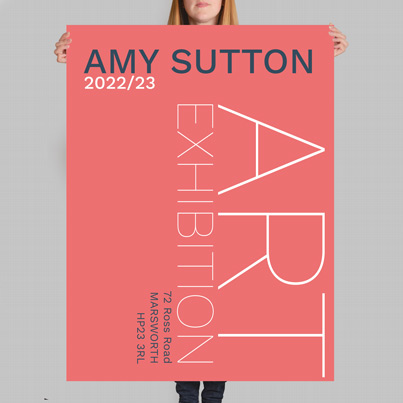 AMY SUTTON
2022/23
ART
EXHIBITION
72 Ross Road
MARSWORTH
HP23 3RL